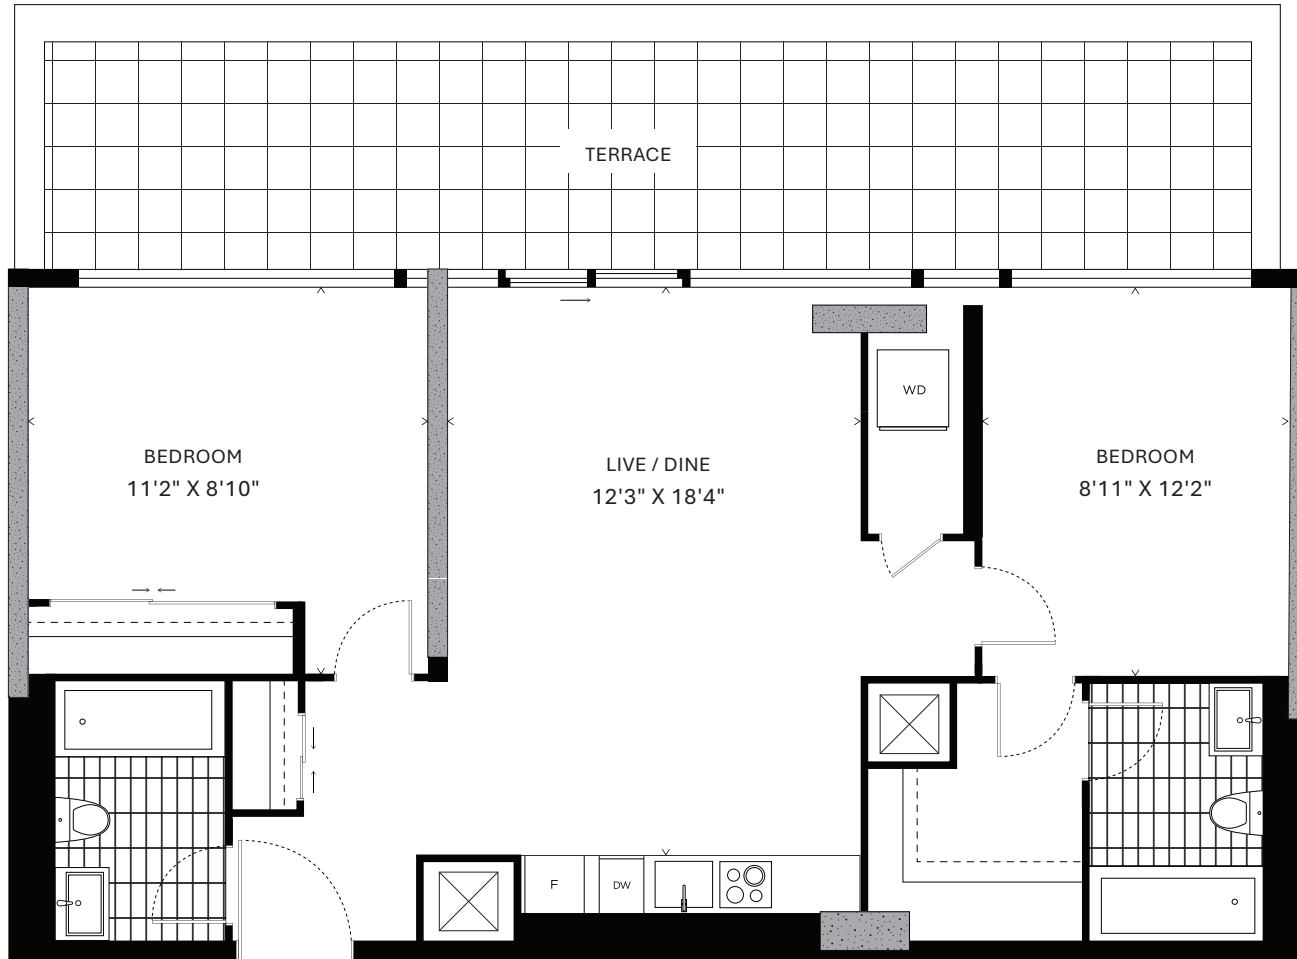 TERRACE
WD
BEDROOM
11'2" X 8'10"
LIVE / DINE
12'3" X 18'4"
BEDROOM
8'11" X 12'2"
F
DW